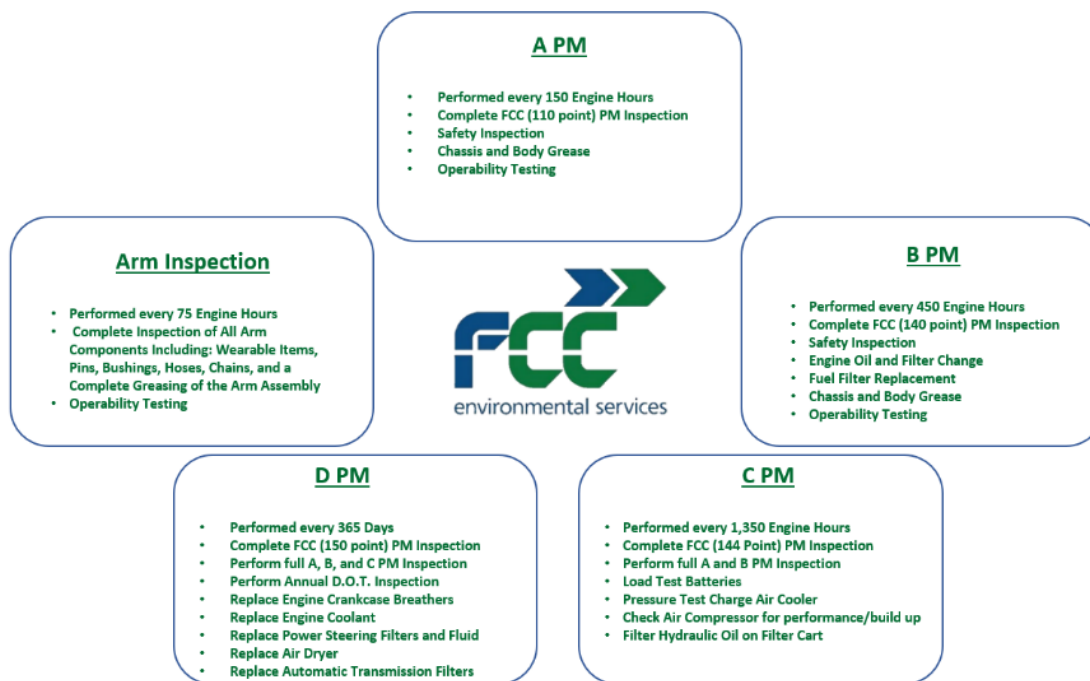 A PM
• Performed every 150 Engine Hours
• Complete FCC (110 point) PM Inspection
• Safety Inspection
• Chassis and Body Grease
• Operability Testing
Arm Inspection
• Performed every 75 Engine Hours
• Complete Inspection of All Arm
Components Including: Wearable Items,
Pins, Bushings, Hoses, Chains, and a
Complete Greasing of the Arm Assembly
• Operability Testing
FCC
environmental services
B PM
• Performed every 450 Engine Hours
• Complete FCC (140 point) PM Inspection
• Safety Inspection
• Engine Oil and Filter Change
• Fuel Filter Replacement
• Chassis and Body Grease
• Operability Testing
D PM
• Performed every 365 Days
• Complete FCC (150 point) PM Inspection
• Perform full A, B, and C PM Inspection
• Perform Annual D.O.T. Inspection
• Replace Engine Crankcase Breathers
• Replace Engine Coolant
• Replace Power Steering Filters and Fluid
• Replace Air Dryer
• Replace Automatic Transmission Filters
C PM
• Performed every 1,350 Engine Hours
• Complete FCC (144 Point) PM Inspection
• Perform full A and B PM Inspection
• Load Test Batteries
• Pressure Test Charge Air Cooler
• Check Air Compressor for performance/build up
• Filter Hydraulic Oil on Filter Cart